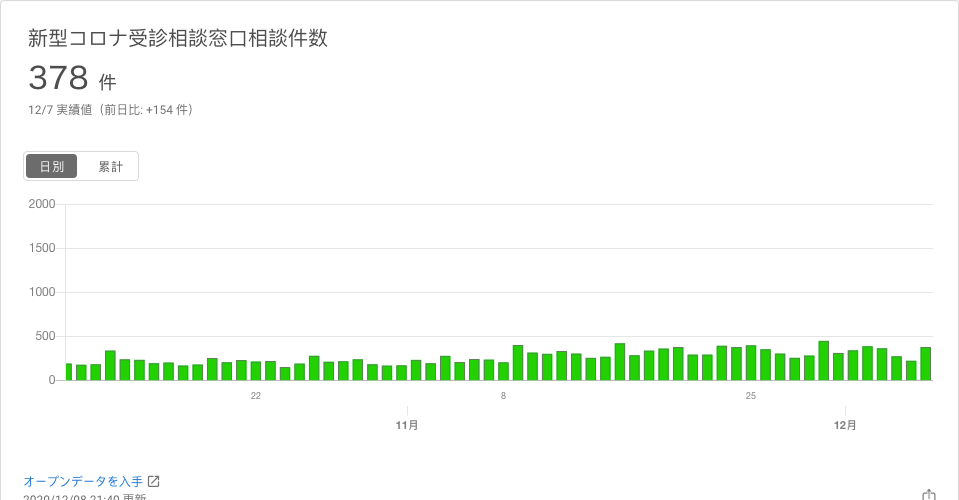 新型コロナ受診相談窓口相談件数
378 件
12/7 実績値（前日比: +154 件）
日別 累計
2000
1500
1000
500
0
22 8 25
11月 12月
オープンデータを入手
2020/12/08 21:40 更新